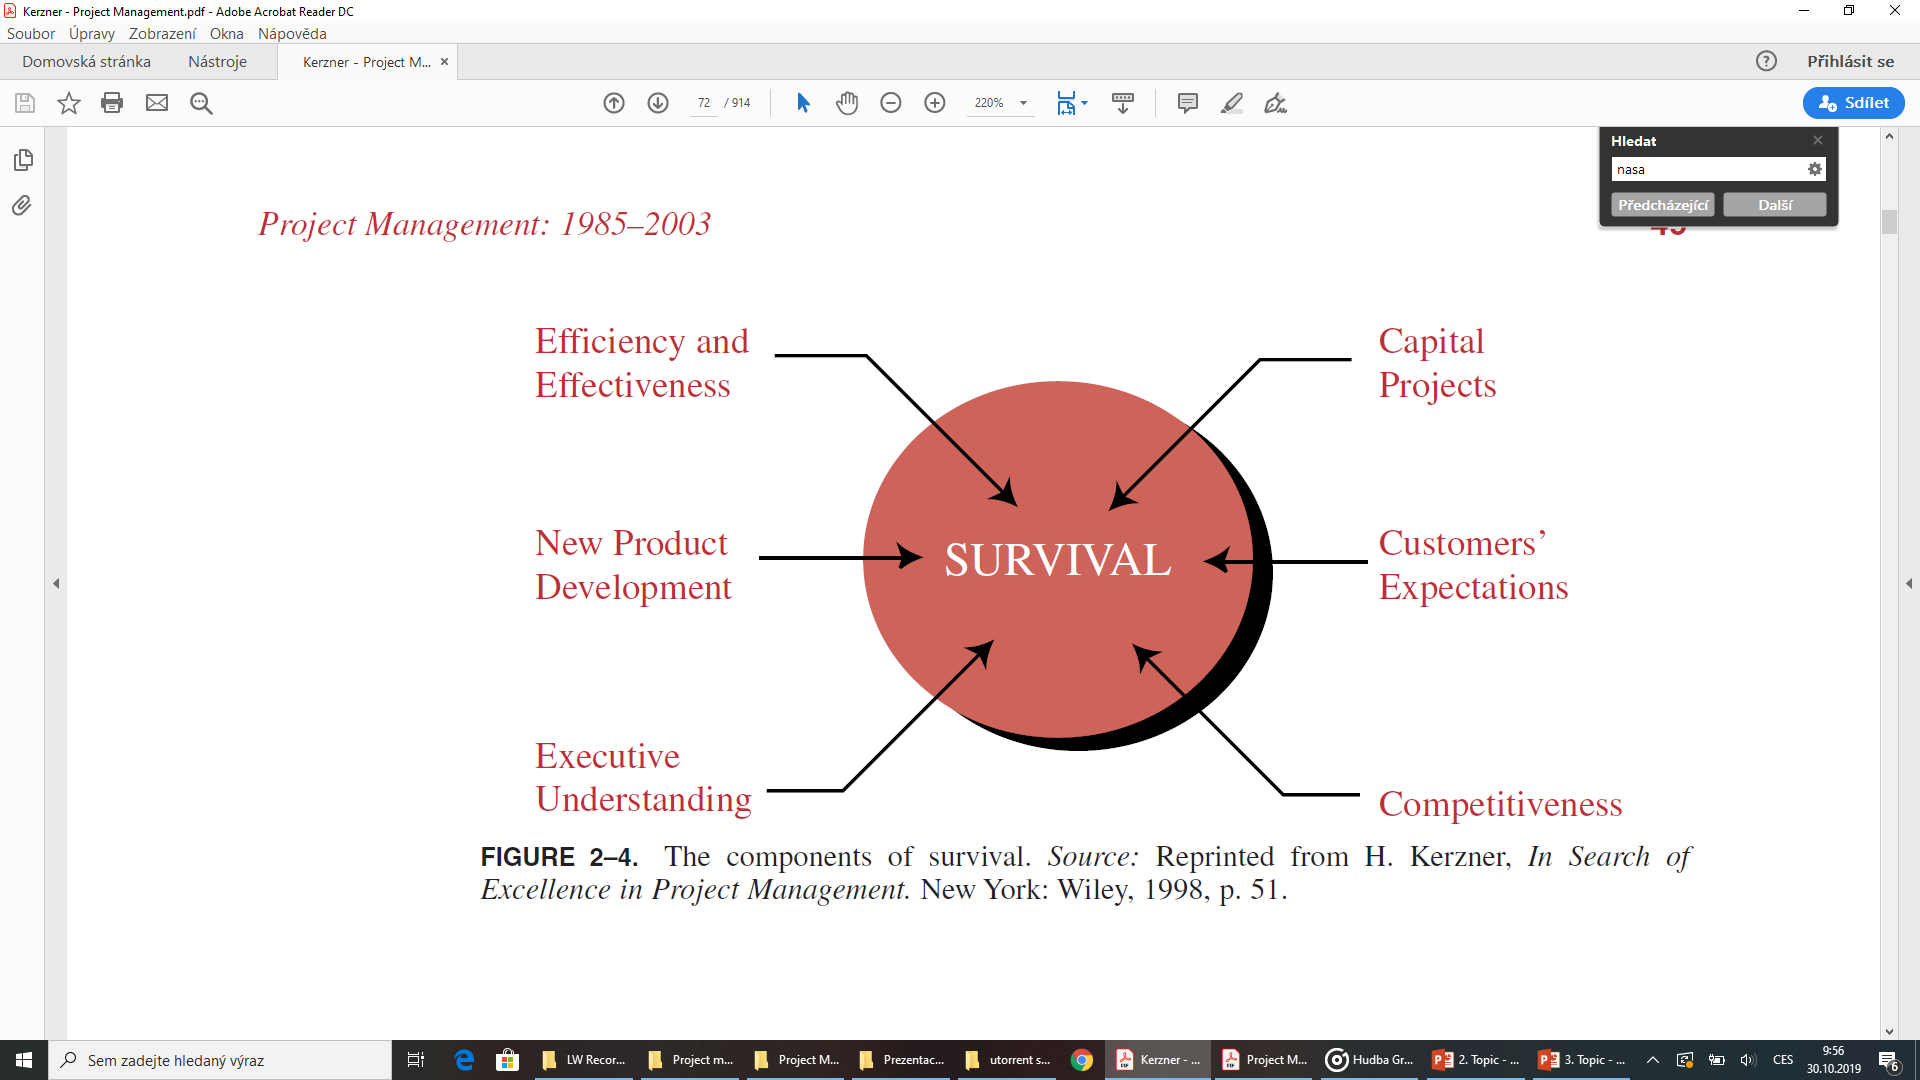 Kerzner - Project Management.pdf - Adobe Acrobat Reader DC
Soubor Úpravy Zobrazení Okna Nápověda
Domovská stránka Nástroje Kerzner - Project M... × Přihlásit se
72 / 914 220% Sdílet
Hledat
nasa
Předcházející Další
Project Management: 1985–2003
Efficiency and
Effectiveness
Capital
Projects
New Product
Development
SURVIVAL
Customers’
Expectations
Executive
Understanding
Competitiveness
FIGURE 2–4. The components of survival. Source: Reprinted from H. Kerzner, In Search of
Excellence in Project Management. New York: Wiley, 1998, p. 51.
Sem zadejte hledaný výraz LW Recor... Project m... Project M... Prezentac... utorrent s... Kerzner - ... Project M... Hudba Gr... 2. Topic - ... 3. Topic - ... CES 9:56
30.10.2019 6